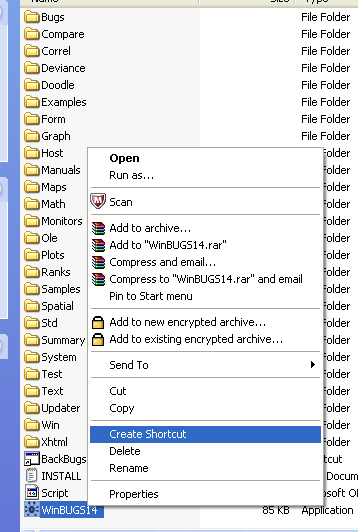 Bugs File Folder
Compare File Folder
Correl File Folder
Deviance File Folder
Doodle File Folder
Examples File Folder
Form File Folder
Graph File Folder
Host Folder
Manuals Folder
Maps Folder
Math Folder
Monitors Folder
Ole Folder
Plots Folder
Ranks Folder
Samples Folder
Spatial Folder
Std Folder
Summary Folder
System Folder
Test Folder
Text Folder
Updater Folder
Win Folder
Xhtml Folder
BackBugs
INSTALL
Script
WinBUGS14 85 KB Application
Open
Run as...
Scan
Add to archive...
Add to "WinBUGS14.rar"
Compress and email...
Compress to "WinBUGS14.rar" and email
Pin to Start menu
Add to new encrypted archive...
Add to existing encrypted archive...
Send To
Cut
Copy
Create Shortcut
Delete
Rename
Properties